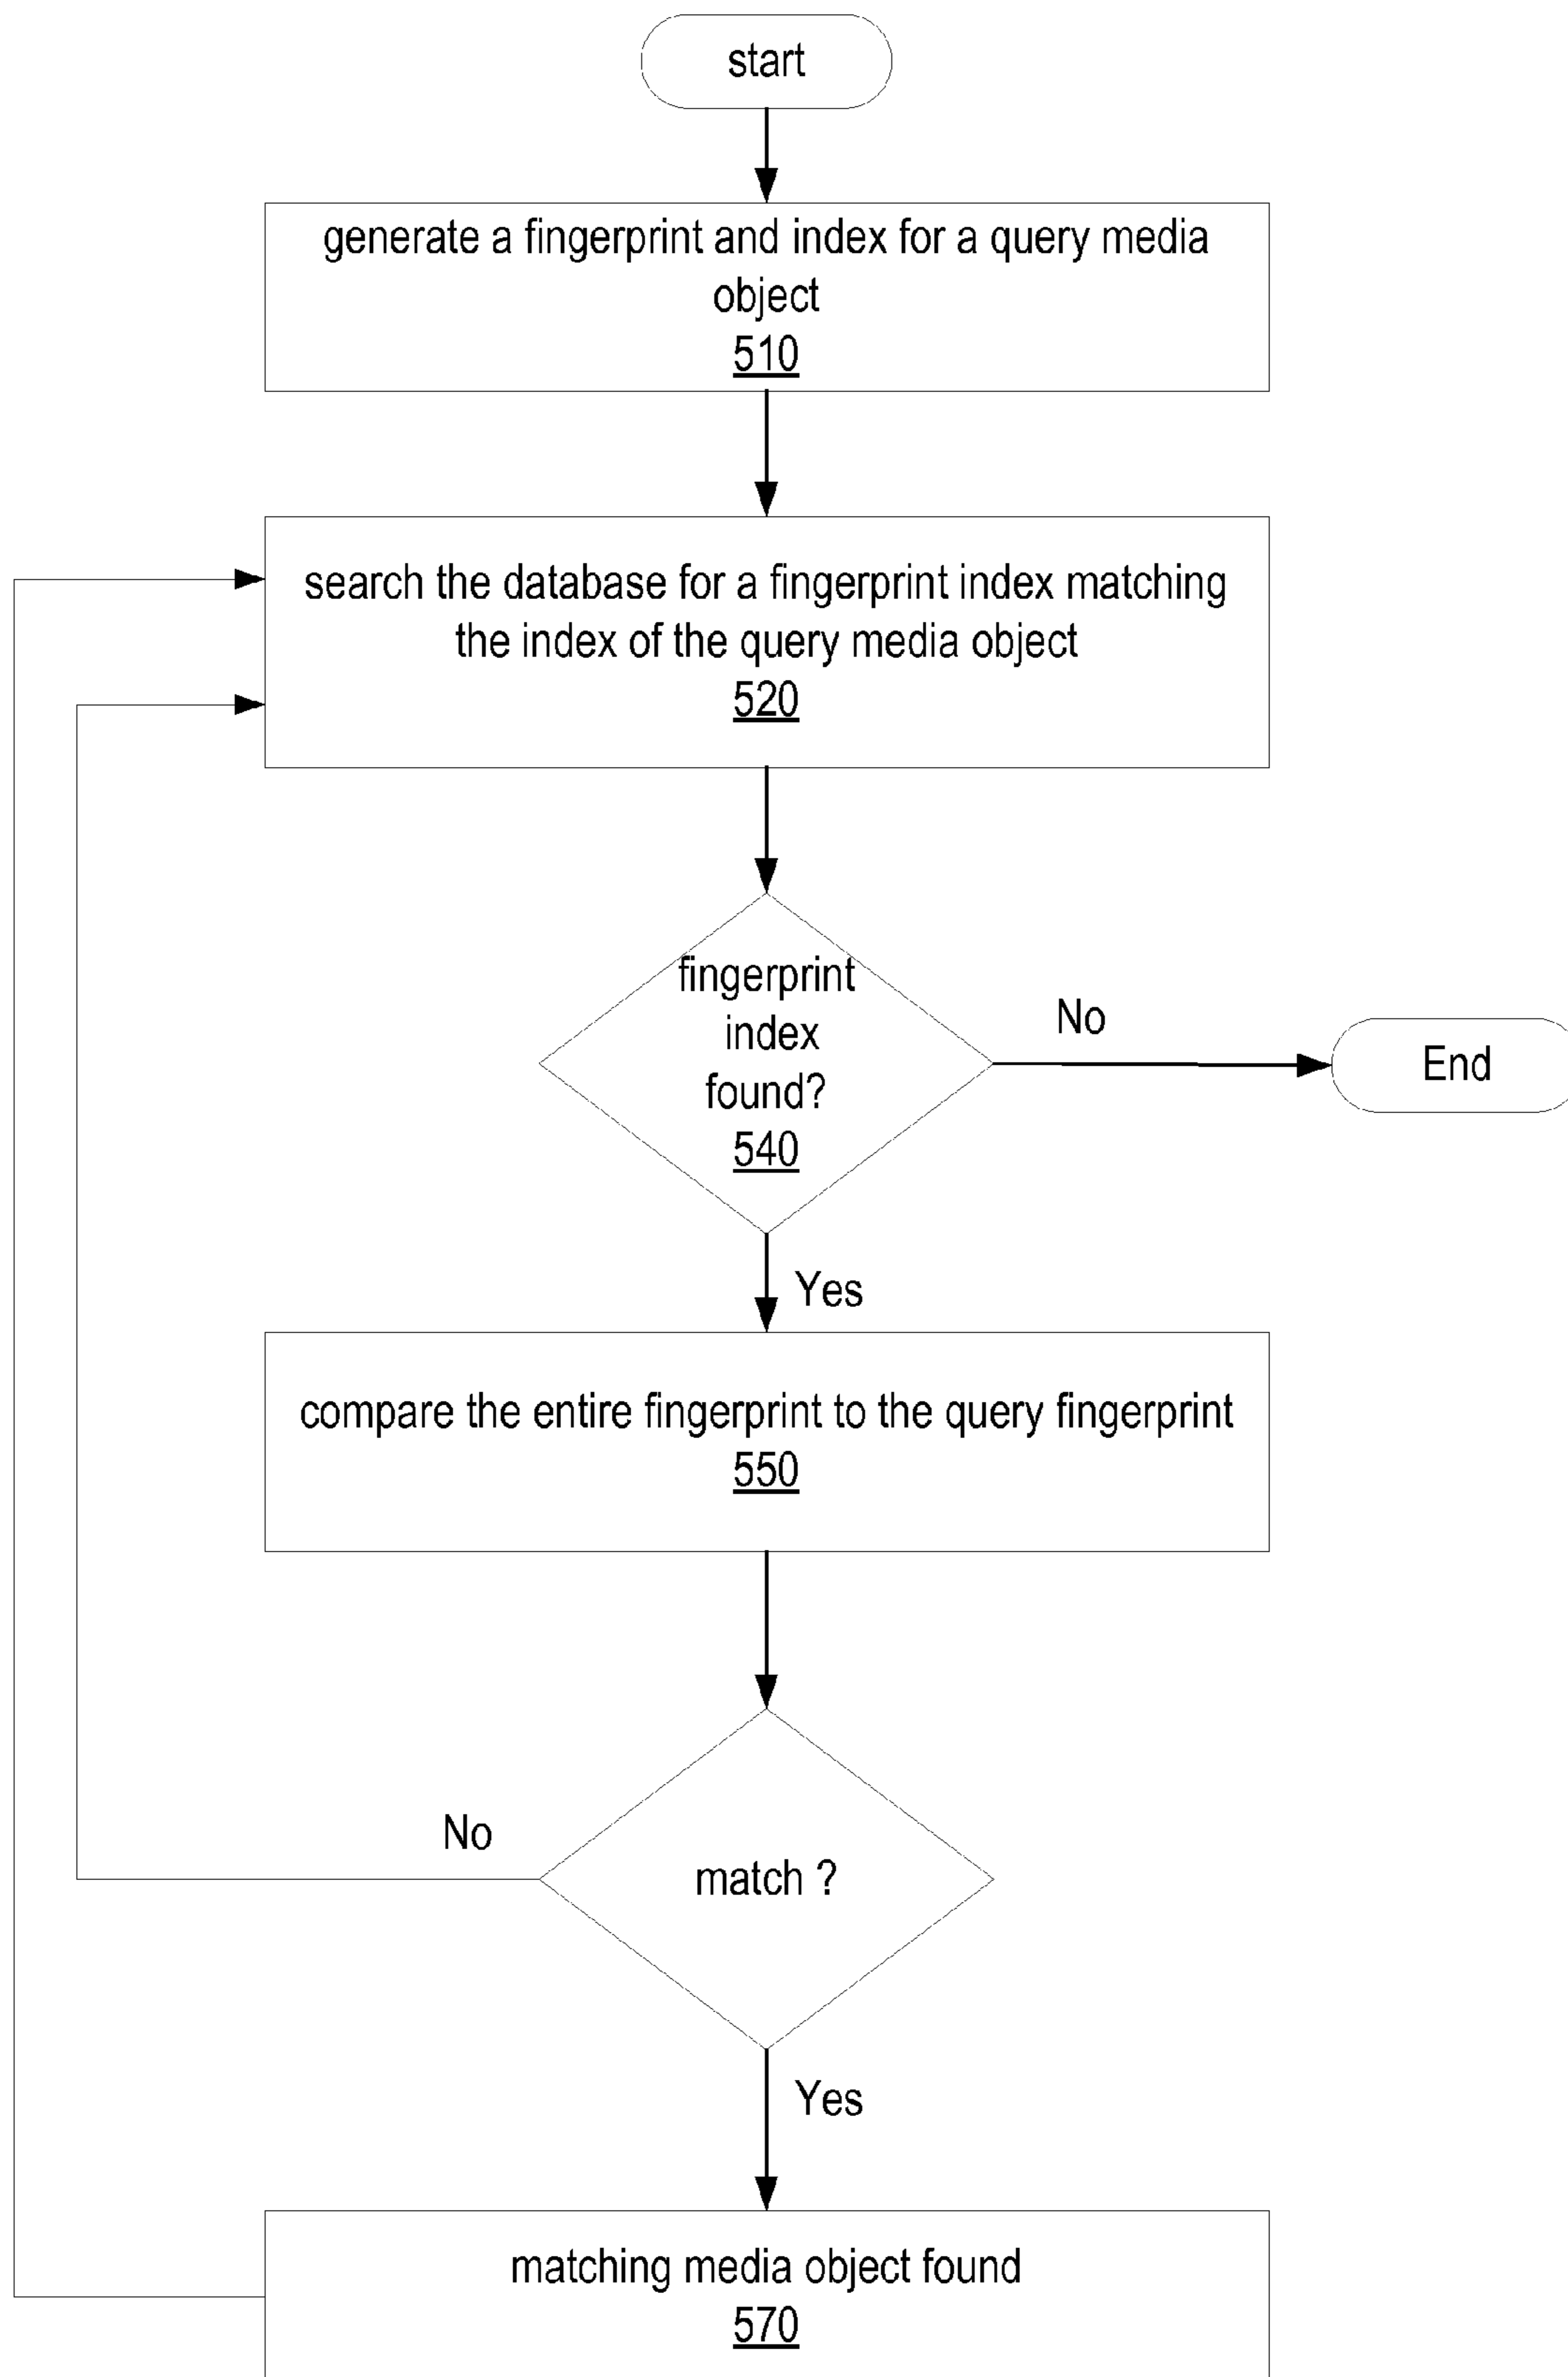 start
generate a fingerprint and index for a query media
object
510
search the database for a fingerprint index matching
the index of the query media object
520
fingerprint
index
found?
540
No
End
Yes
compare the entire fingerprint to the query fingerprint
550
No
match ?
Yes
matching media object found
570